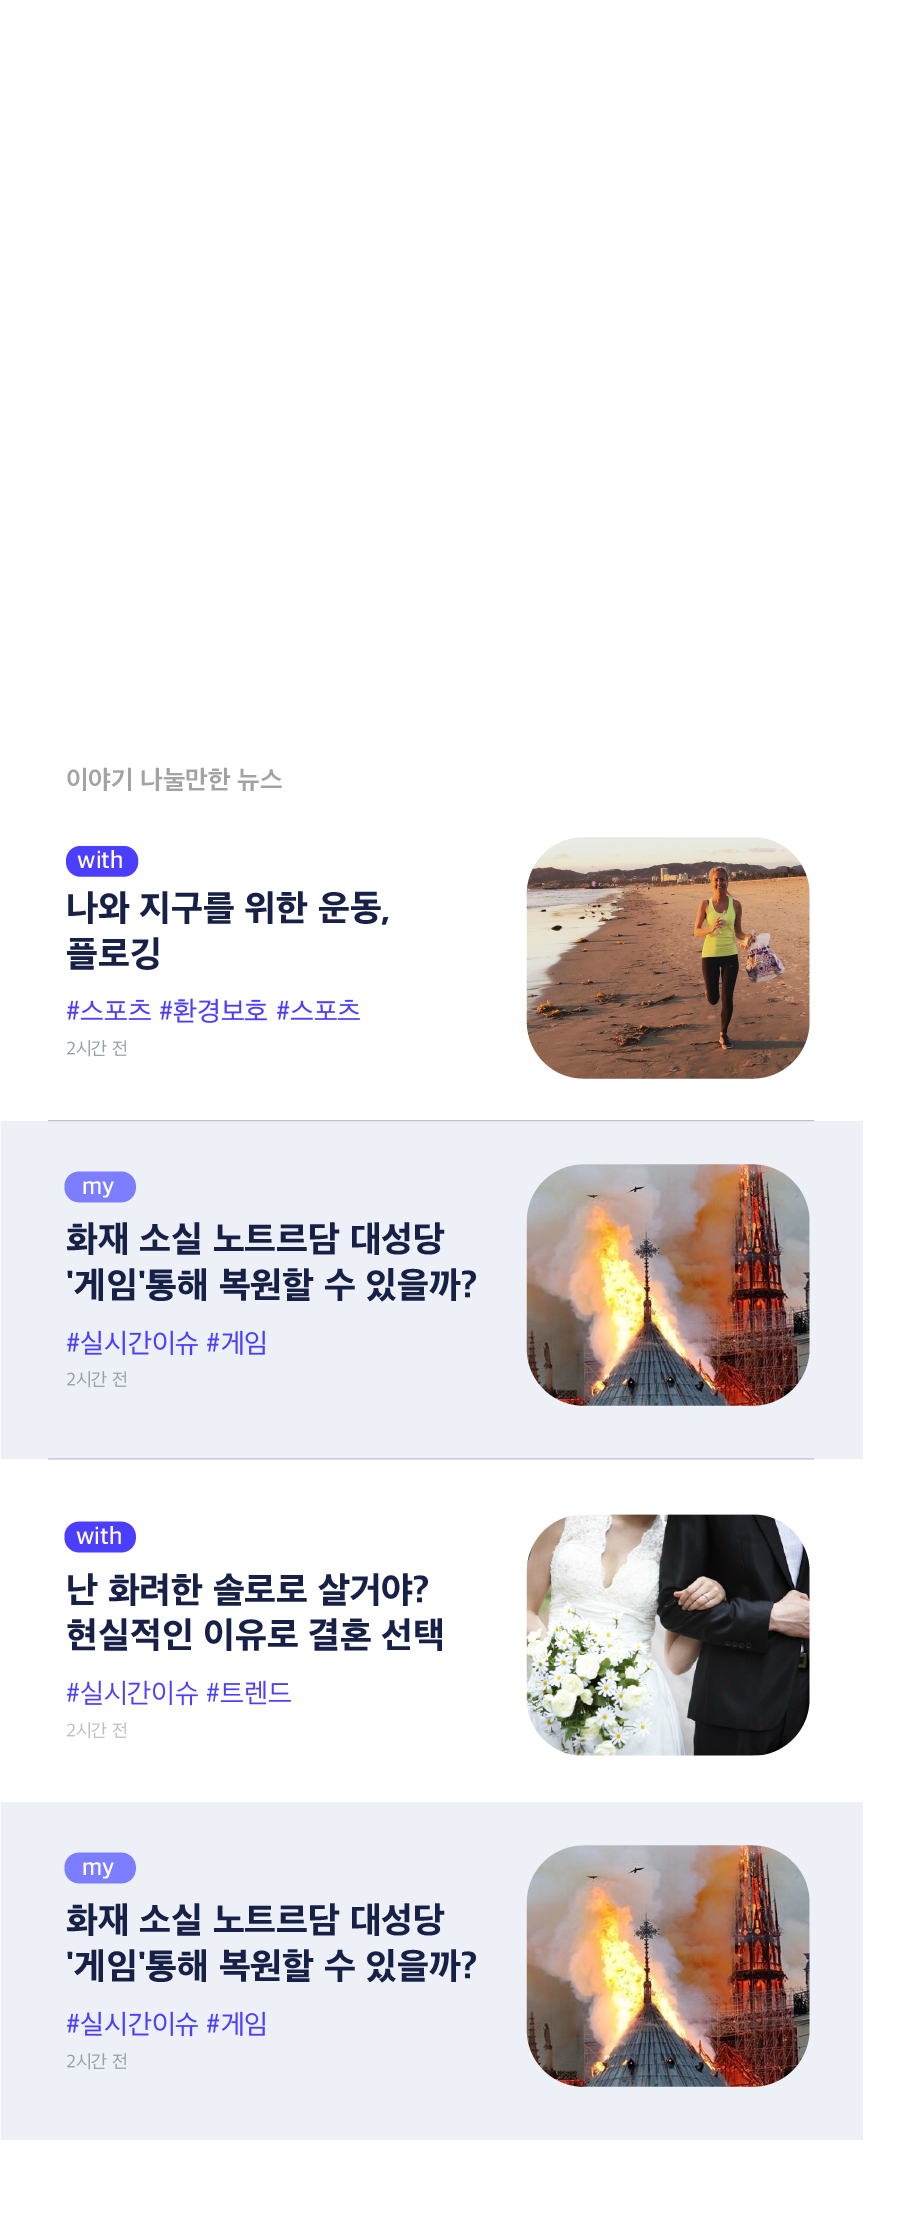 이야기 나눌만한 뉴스
with
나와 지구를 위한 운동,
플로깅
#스포츠 #환경보호 #스포츠
2시간 전
my
화재 소실 노트르담 대성당
'게임'통해 복원할 수 있을까?
#실시간이슈 #게임
2시간 전
with
난 화려한 솔로로 살거야?
현실적인 이유로 결혼 선택
#실시간이슈 #트렌드
2시간 전
my
화재 소실 노트르담 대성당
'게임'통해 복원할 수 있을까?
#실시간이슈 #게임
2시간 전